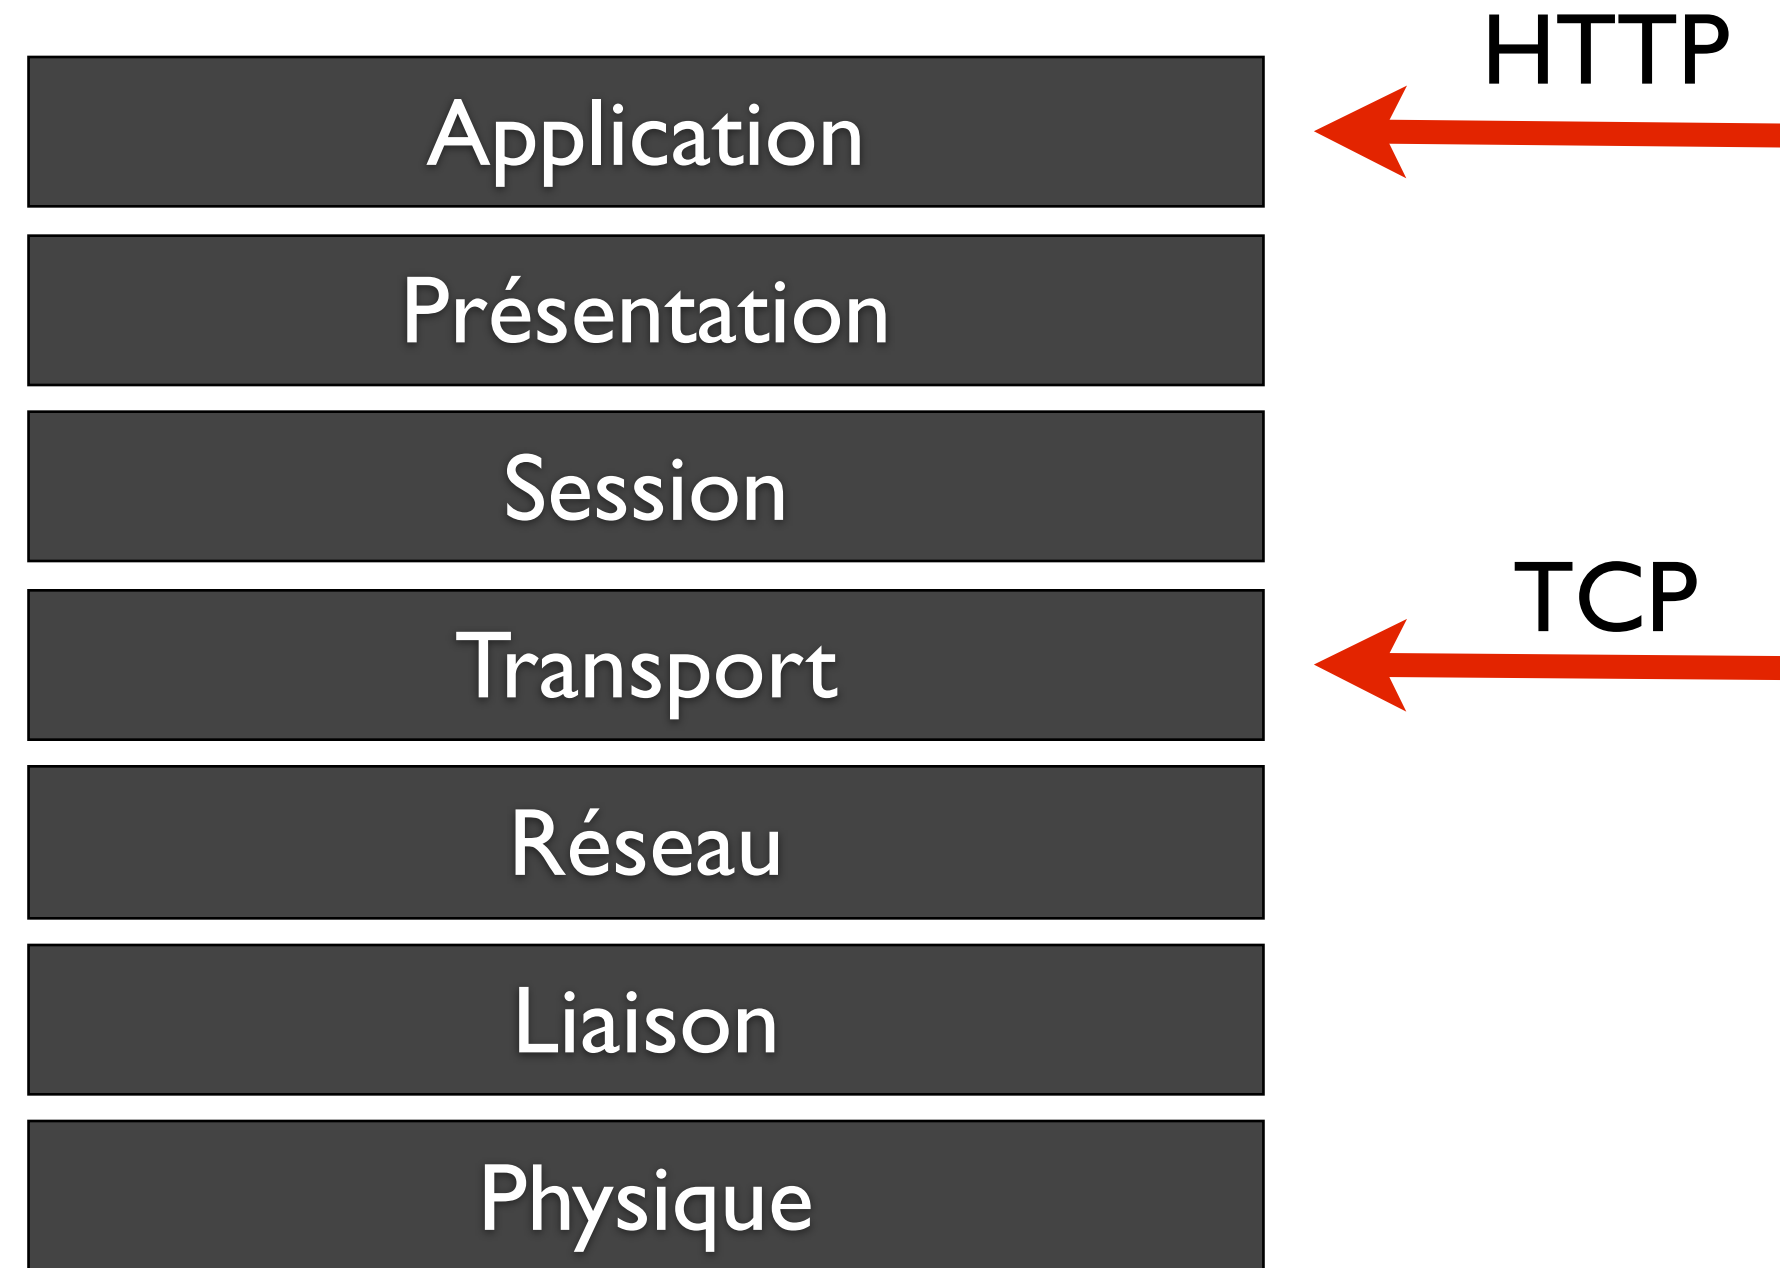 HTTP
Application
Présentation
Session
TCP
Transport
Réseau
Liaison
Physique